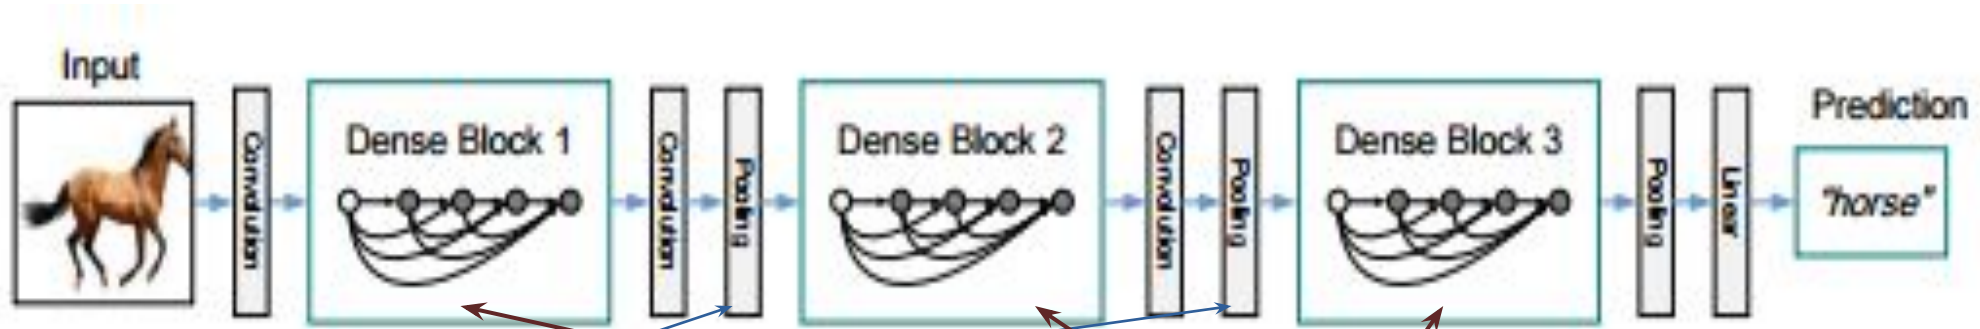 Input
Convolution
Dense Block 1
Convolution
Pooling
Dense Block 2
Convolution
Pooling
Dense Block 3
Pooling
Linear
Prediction
"horse"